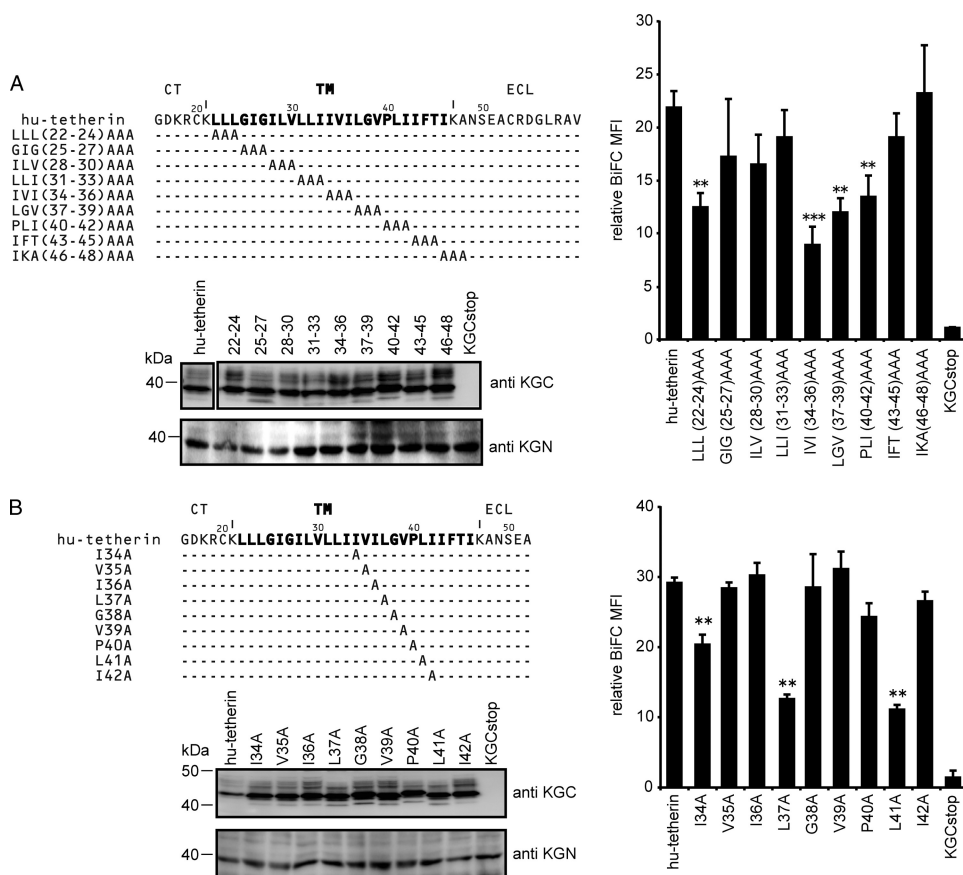 A
CT TM ECL
20 30 40 50
hu-tetherin GDKRCKLLLGIGILVLLIIVILGVPLIIFTIKANSEACRDGLRAV
LLL(22-24)AAA ------AAA------------------------------------
GIG(25-27)AAA ---------AAA---------------------------------
ILV(28-30)AAA ------------AAA------------------------------
LLI(31-33)AAA ---------------AAA---------------------------
IVI(34-36)AAA ------------------AAA------------------------
LGV(37-39)AAA ---------------------AAA---------------------
PLI(40-42)AAA ------------------------AAA------------------
IFT(43-45)AAA ---------------------------AAA---------------
IKA(46-48)AAA ------------------------------AAA------------
hu-tetherin 22-24 25-27 28-30 31-33 34-36 37-39 40-42 43-45 46-48 KGCstop
kDa
40 anti KGC
40 anti KGN
relative BiFC MFI
30
25
20
15
10
5
0
** *** ** **
hu-tetherin
LLL (22-24)AAA
GIG (25-27)AAA
ILV (28-30)AAA
LLI (31-33)AAA
IVI (34-36)AAA
LGV (37-39)AAA
PLI (40-42)AAA
IFT (43-45)AAA
IKA(46-48)AAA
KGCstop
B
CT TM ECL
20 30 40 50
hu-tetherin GDKRCKLLLGIGILVLLIIVILGVPLIIFTIKANSEA
I34A ------------------A------------------
V35A -------------------A-----------------
I36A --------------------A----------------
L37A ---------------------A---------------
G38A ----------------------A--------------
V39A -----------------------A-------------
P40A ------------------------A------------
L41A -------------------------A-----------
I42A --------------------------A----------
hu-tetherin I34A V35A I36A L37A G38A V39A P40A L41A I42A KGCstop
kDa
50
40 anti KGC
40 anti KGN
relative BiFC MFI
40
30
20
10
0
** ** **
hu-tetherin
I34A
V35A
I36A
L37A
G38A
V39A
P40A
L41A
I42A
KGCstop